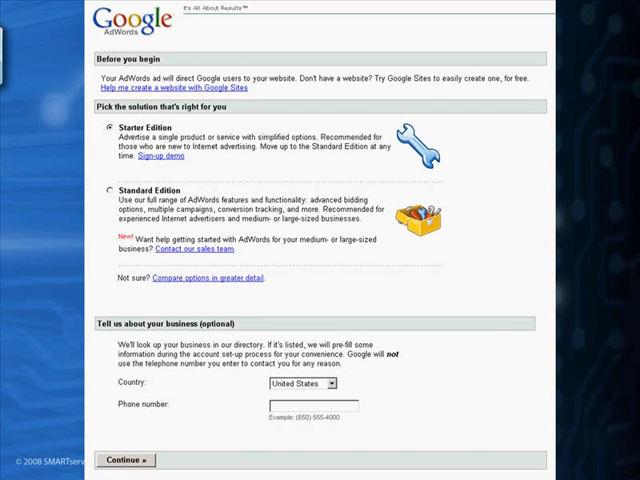 Google
AdWords
It's All About Results™
Before you begin
Your AdWords ad will direct Google users to your website. Don't have a website? Try Google Sites to easily create one, for free.
Help me create a website with Google Sites
Pick the solution that's right for you
Starter Edition
Advertise a single product or service with simplified options. Recommended for
those who are new to Internet advertising. Move up to the Standard Edition at any
time. Sign-up demo
Standard Edition
Use our full range of AdWords features and functionality: advanced bidding
options, multiple campaigns, conversion tracking, and more. Recommended for
experienced Internet advertisers and medium- or large-sized businesses.
New! Want help getting started with AdWords for your medium- or large-sized
business? Contact our sales team.
Not sure? Compare options in greater detail.
Tell us about your business (optional)
We'll look up your business in our directory. If it's listed, we will pre-fill some
information during the account set-up process for your convenience. Google will not
use the telephone number you enter to contact you for any reason.
Country: United States
Phone number:
Example: (650) 555-4000
Continue »
© 2008 SMARTserv